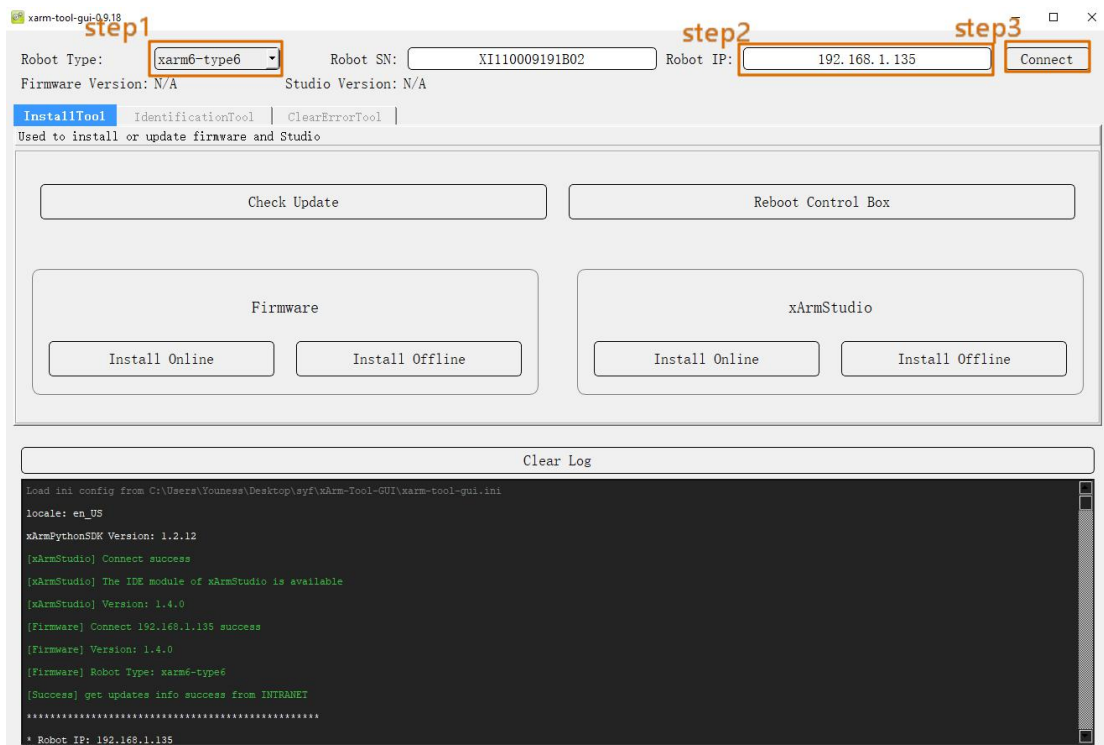 xarm-tool-gui-0.9.18
step1
step2
step3
Robot Type: xarm6-type6 Robot SN: XI110009191B02 Robot IP: 192.168.1.135 Connect
Firmware Version: N/A Studio Version: N/A
InstallTool IdentificationTool ClearErrorTool
Used to install or update firmware and Studio
Check Update Reboot Control Box
Firmware xArmStudio
Install Online Install Offline Install Online Install Offline
Clear Log
Load ini config from C:\Users\Youness\Desktop\syf\xArm-Tool-GUI\xarm-tool-gui.ini
locale: en_US
xArmPythonSDK Version: 1.2.12
[xArmStudio] Connect success
[xArmStudio] The IDE module of xArmStudio is available
[xArmStudio] Version: 1.4.0
[Firmware] Connect 192.168.1.135 success
[Firmware] Version: 1.4.0
[Firmware] Robot Type: xarm6-type6
[Success] get updates info success from INTRANET
**************************************************
* Robot IP: 192.168.1.135